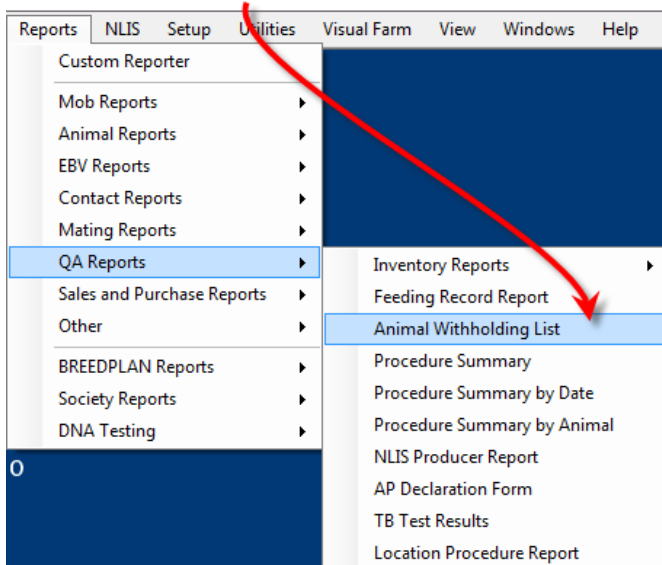 Reports NLIS Setup Utilities Visual Farm View Windows Help
Custom Reporter
Mob Reports
Animal Reports
EBV Reports
Contact Reports
Mating Reports
QA Reports
Sales and Purchase Reports
Other
BREEDPLAN Reports
Society Reports
DNA Testing
Inventory Reports
Feeding Record Report
Animal Withholding List
Procedure Summary
Procedure Summary by Date
Procedure Summary by Animal
NLIS Producer Report
AP Declaration Form
TB Test Results
Location Procedure Report
O